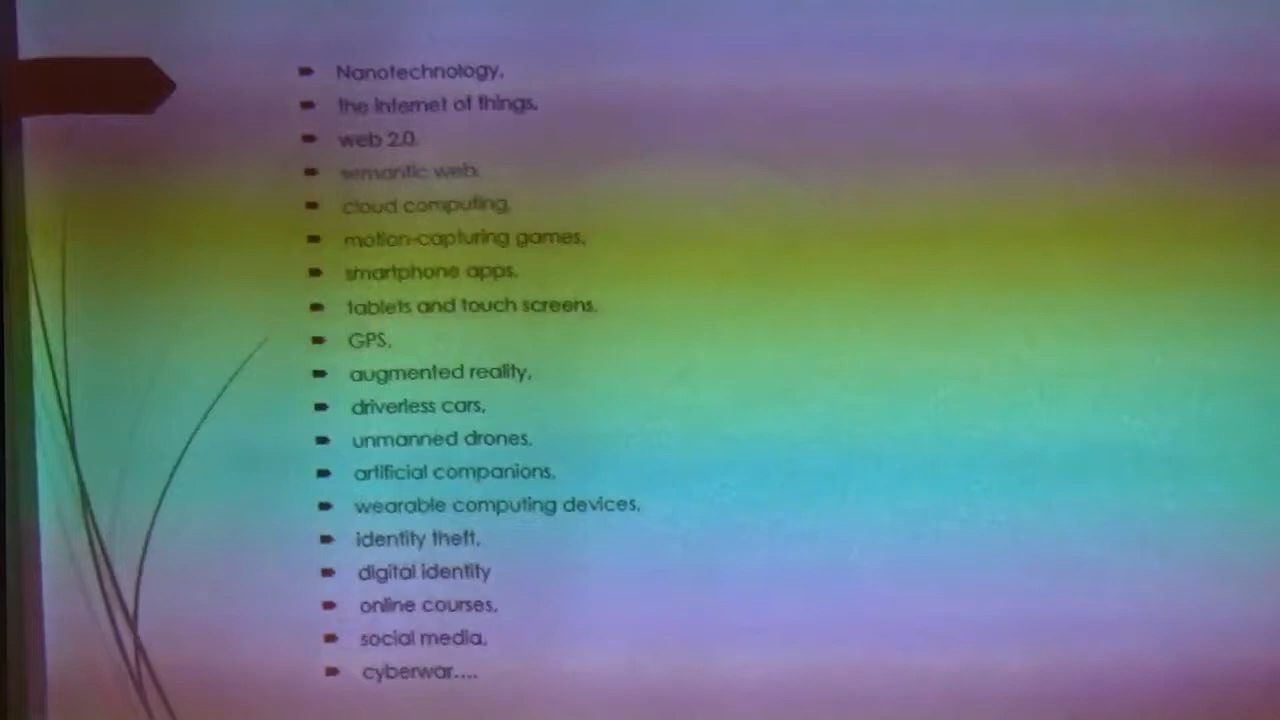 Nanotechnology,
the Internet of things,
web 2.0,
semantic web,
cloud computing,
motion-capturing games,
smartphone apps,
tablets and touch screens,
GPS,
augmented reality,
driverless cars,
unmanned drones,
artificial companions,
wearable computing devices,
identity theft,
digital identity
online courses,
social media,
cyberwar....